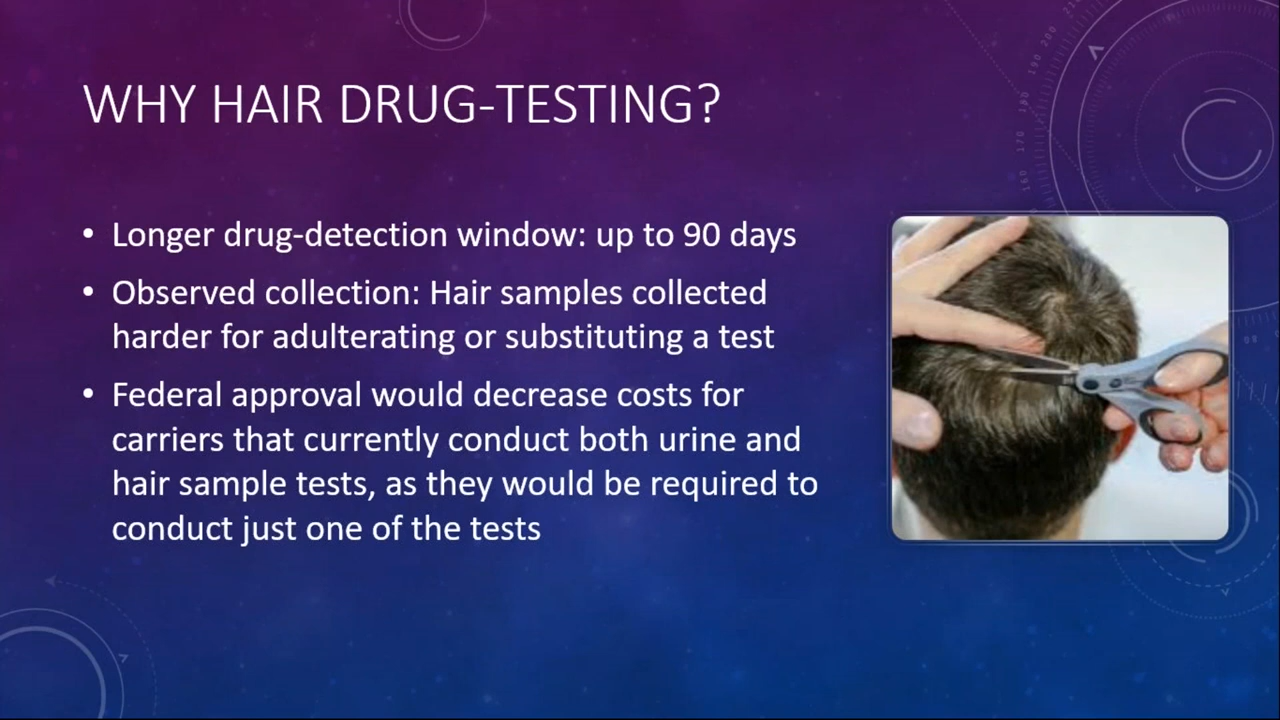 WHY HAIR DRUG-TESTING?
• Longer drug-detection window: up to 90 days
• Observed collection: Hair samples collected
harder for adulterating or substituting a test
• Federal approval would decrease costs for
carriers that currently conduct both urine and
hair sample tests, as they would be required to
conduct just one of the tests